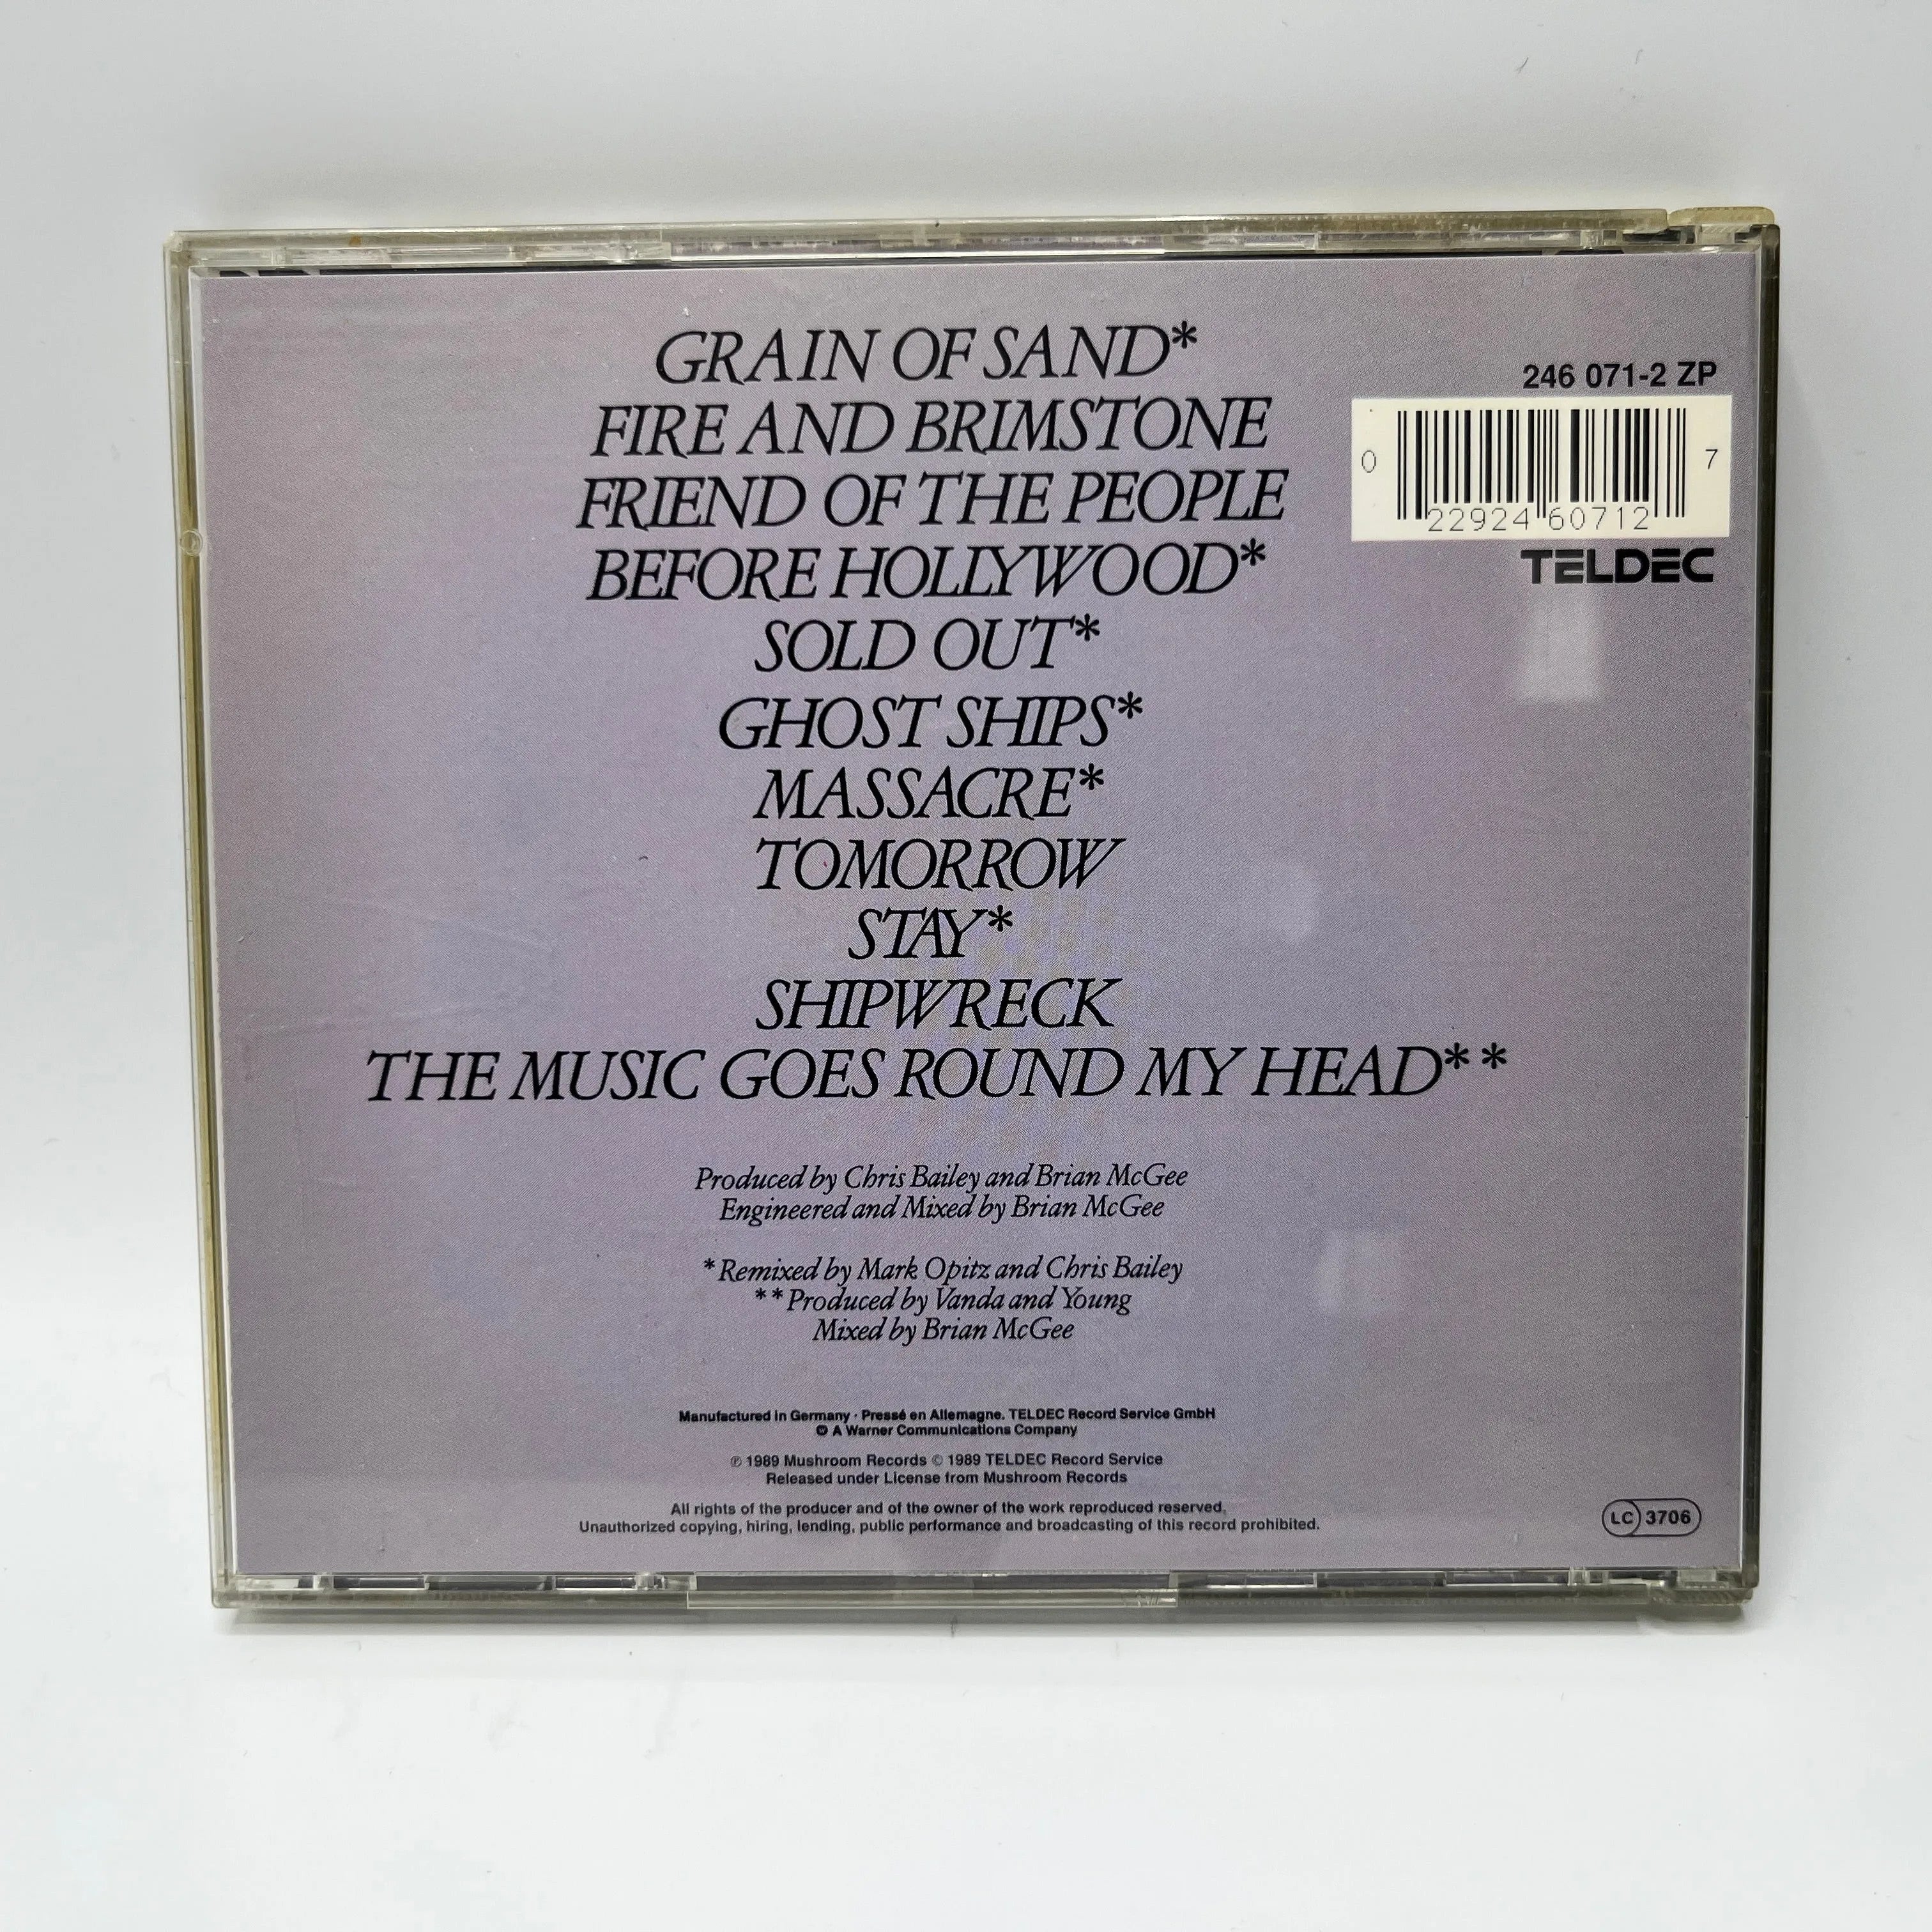 GRAIN OF SAND*
FIRE AND BRIMSTONE
FRIEND OF THE PEOPLE
BEFORE HOLLYWOOD*
SOLD OUT*
GHOST SHIPS*
MASSACRE*
TOMORROW
STAY*
SHIPWRECK
THE MUSIC GOES ROUND MY HEAD**
246 071-2 ZP
0 22924 60712 7
TELDEC
Produced by Chris Bailey and Brian McGee
Engineered and Mixed by Brian McGee
*Remixed by Mark Opitz and Chris Bailey
**Produced by Vanda and Young
Mixed by Brian McGee
Manufactured in Germany · Pressé en Allemagne. TELDEC Record Service GmbH
A Warner Communications Company
℗ 1989 Mushroom Records © 1989 TELDEC Record Service
Released under License from Mushroom Records
All rights of the producer and of the owner of the work reproduced reserved.
Unauthorized copying, hiring, lending, public performance and broadcasting of this record prohibited.
LC 3706